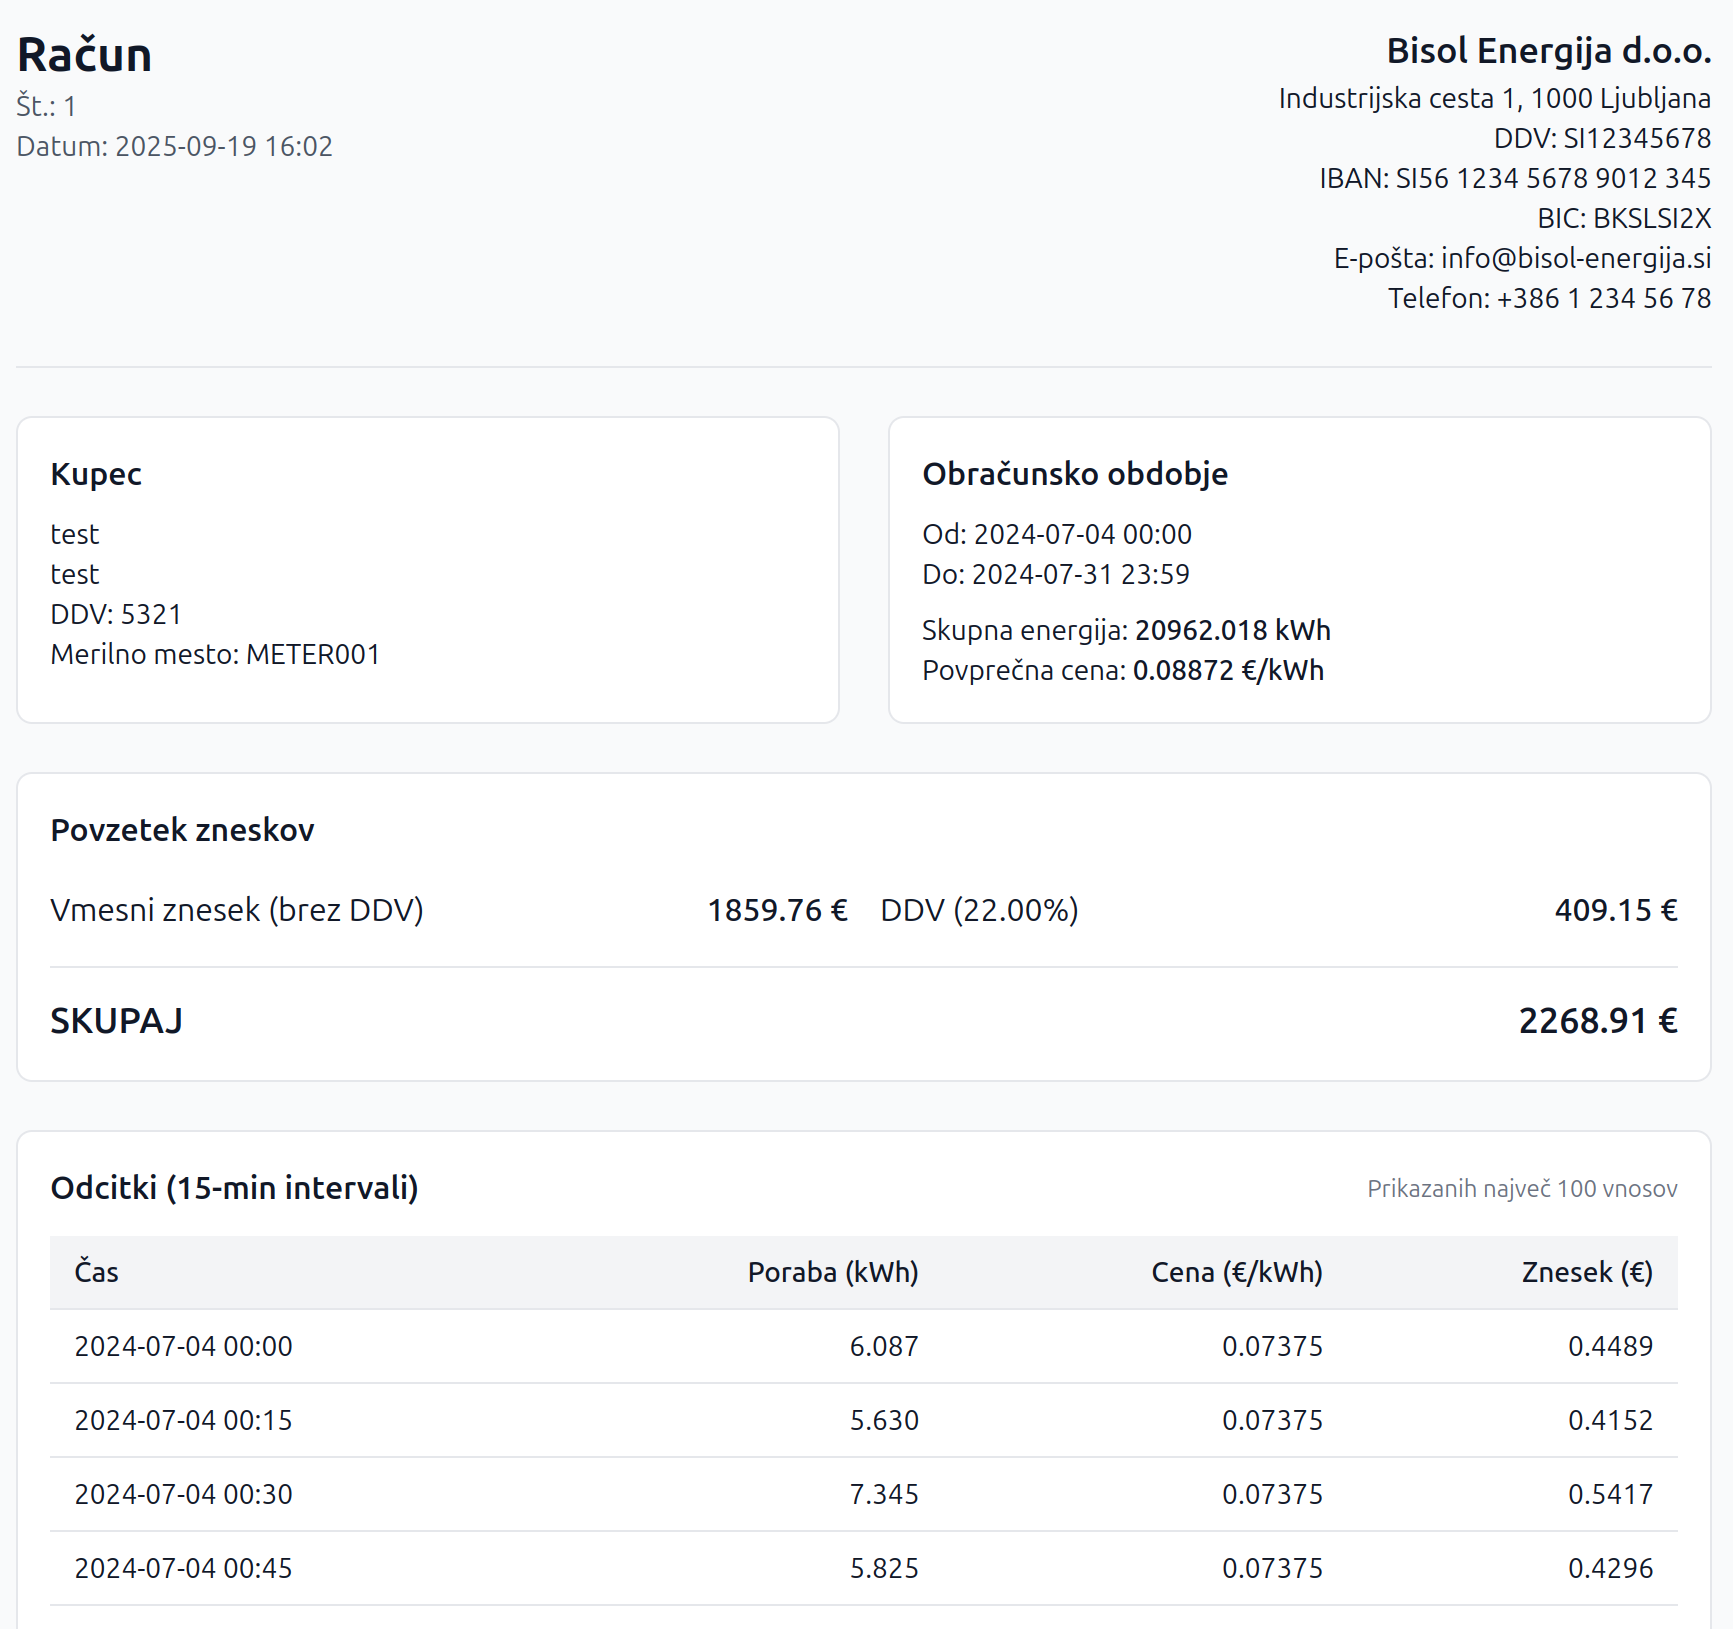 Račun
Št.: 1
Datum: 2025-09-19 16:02
Bisol Energija d.o.o.
Industrijska cesta 1, 1000 Ljubljana
DDV: SI12345678
IBAN: SI56 1234 5678 9012 345
BIC: BKSLSI2X
E-pošta: info@bisol-energija.si
Telefon: +386 1 234 56 78
Kupec
test
test
DDV: 5321
Merilno mesto: METER001
Obračunsko obdobje
Od: 2024-07-04 00:00
Do: 2024-07-31 23:59
Skupna energija: 20962.018 kWh
Povprečna cena: 0.08872 €/kWh
Povzetek zneskov
Vmesni znesek (brez DDV) 1859.76 € DDV (22.00%) 409.15 €
SKUPAJ 2268.91 €
Odcitki (15-min intervali) Prikazanih največ 100 vnosov
Čas Poraba (kWh) Cena (€/kWh) Znesek (€)
2024-07-04 00:00 6.087 0.07375 0.4489
2024-07-04 00:15 5.630 0.07375 0.4152
2024-07-04 00:30 7.345 0.07375 0.5417
2024-07-04 00:45 5.825 0.07375 0.4296